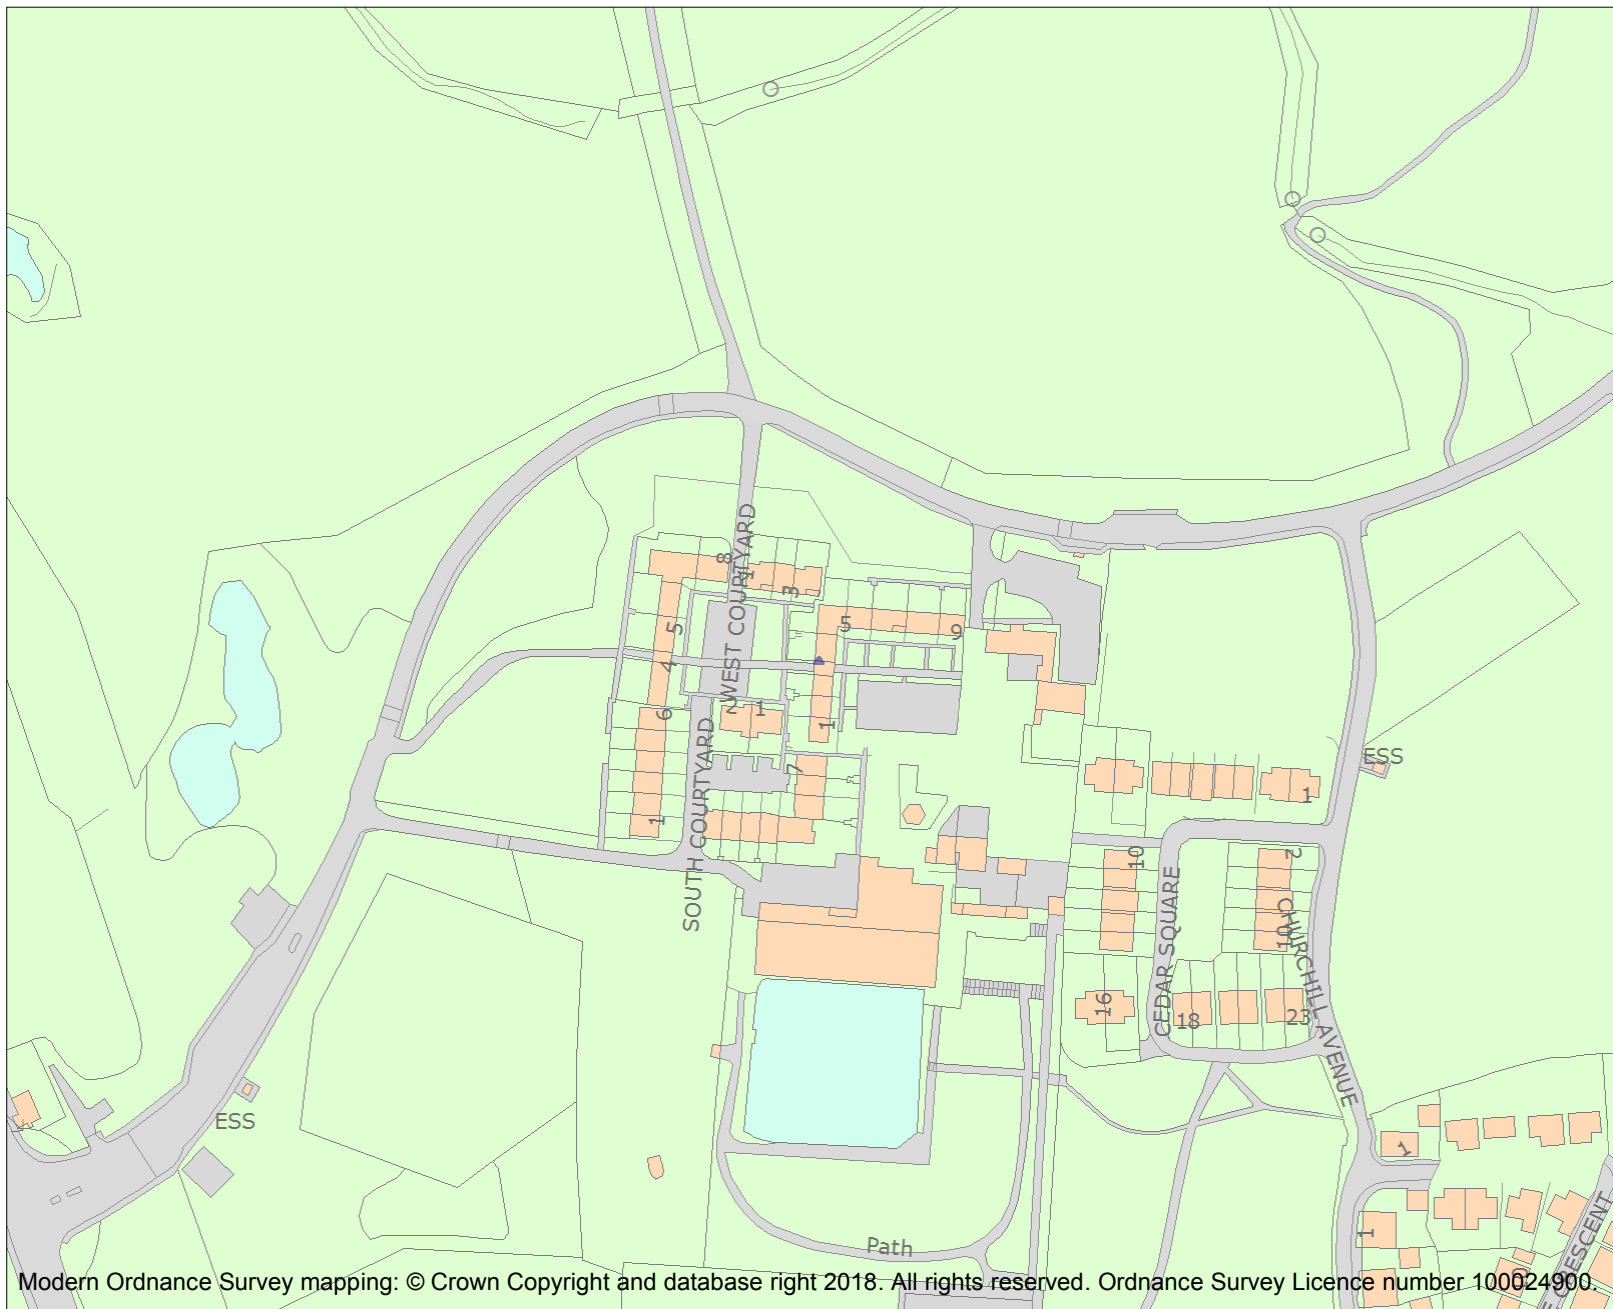 WEST COURTYARD
8
1
3
5
5
9
4
6
2
1
1
ESS
SOUTH COURTYARD
7
1
1
10
2
CEDAR SQUARE
CHURCHILL AVENUE
10
16
18
23
ESS
1
1
Path
CRESCENT
Modern Ordnance Survey mapping: © Crown Copyright and database right 2018. All rights reserved. Ordnance Survey Licence number 100024900.